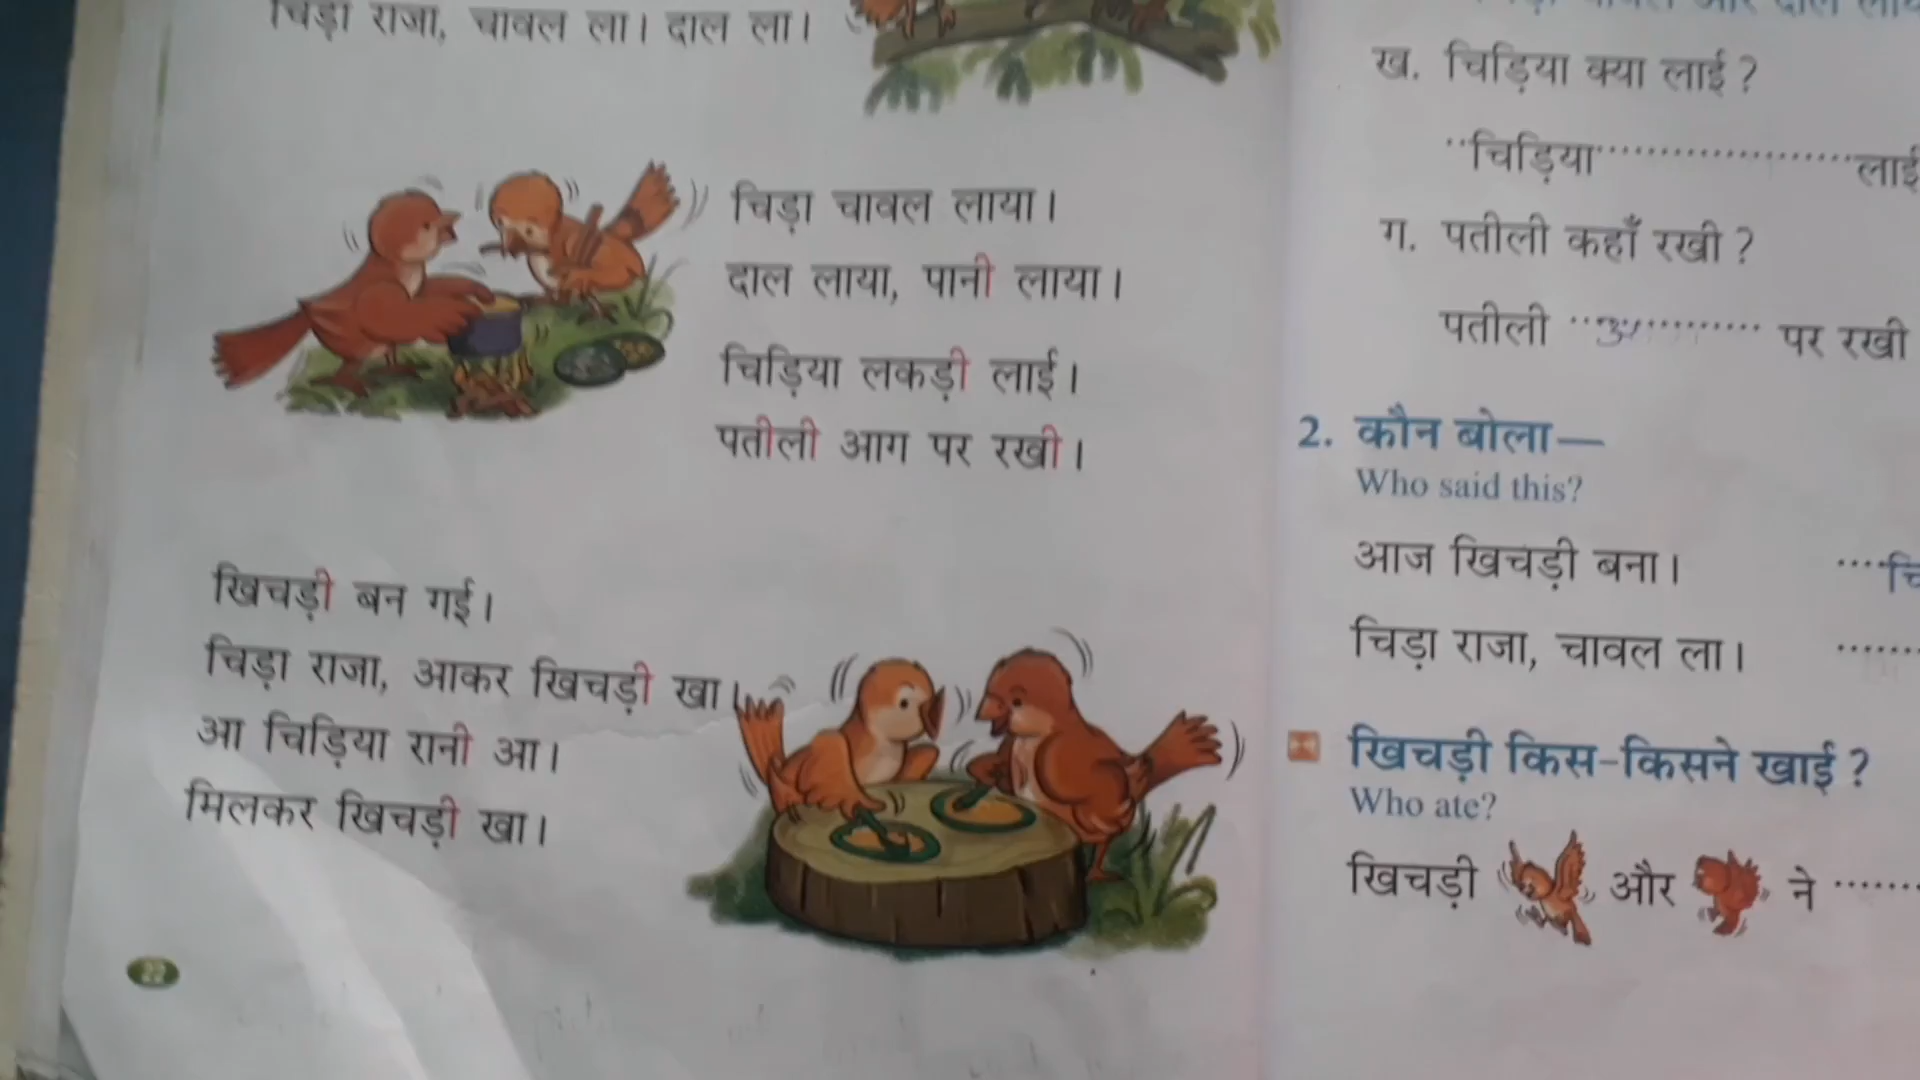 चिड़ा राजा, चावल ला। दाल ला।
चिड़ा चावल लाया।
दाल लाया, पानी लाया।
चिड़िया लकड़ी लाई।
पतीली आग पर रखी।
खिचड़ी बन गई।
चिड़ा राजा, आकर खिचड़ी खा।
आ चिड़िया रानी आ।
मिलकर खिचड़ी खा।
22
ख. चिड़िया क्या लाई ?
चिड़िया....................लाई
ग. पतीली कहाँ रखी ?
पतीली .................... पर रखी
2. कौन बोला—
Who said this?
आज खिचड़ी बना। ....चि
चिड़ा राजा, चावल ला। .......
खिचड़ी किस-किसने खाई ?
Who ate?
खिचड़ी और ने .......